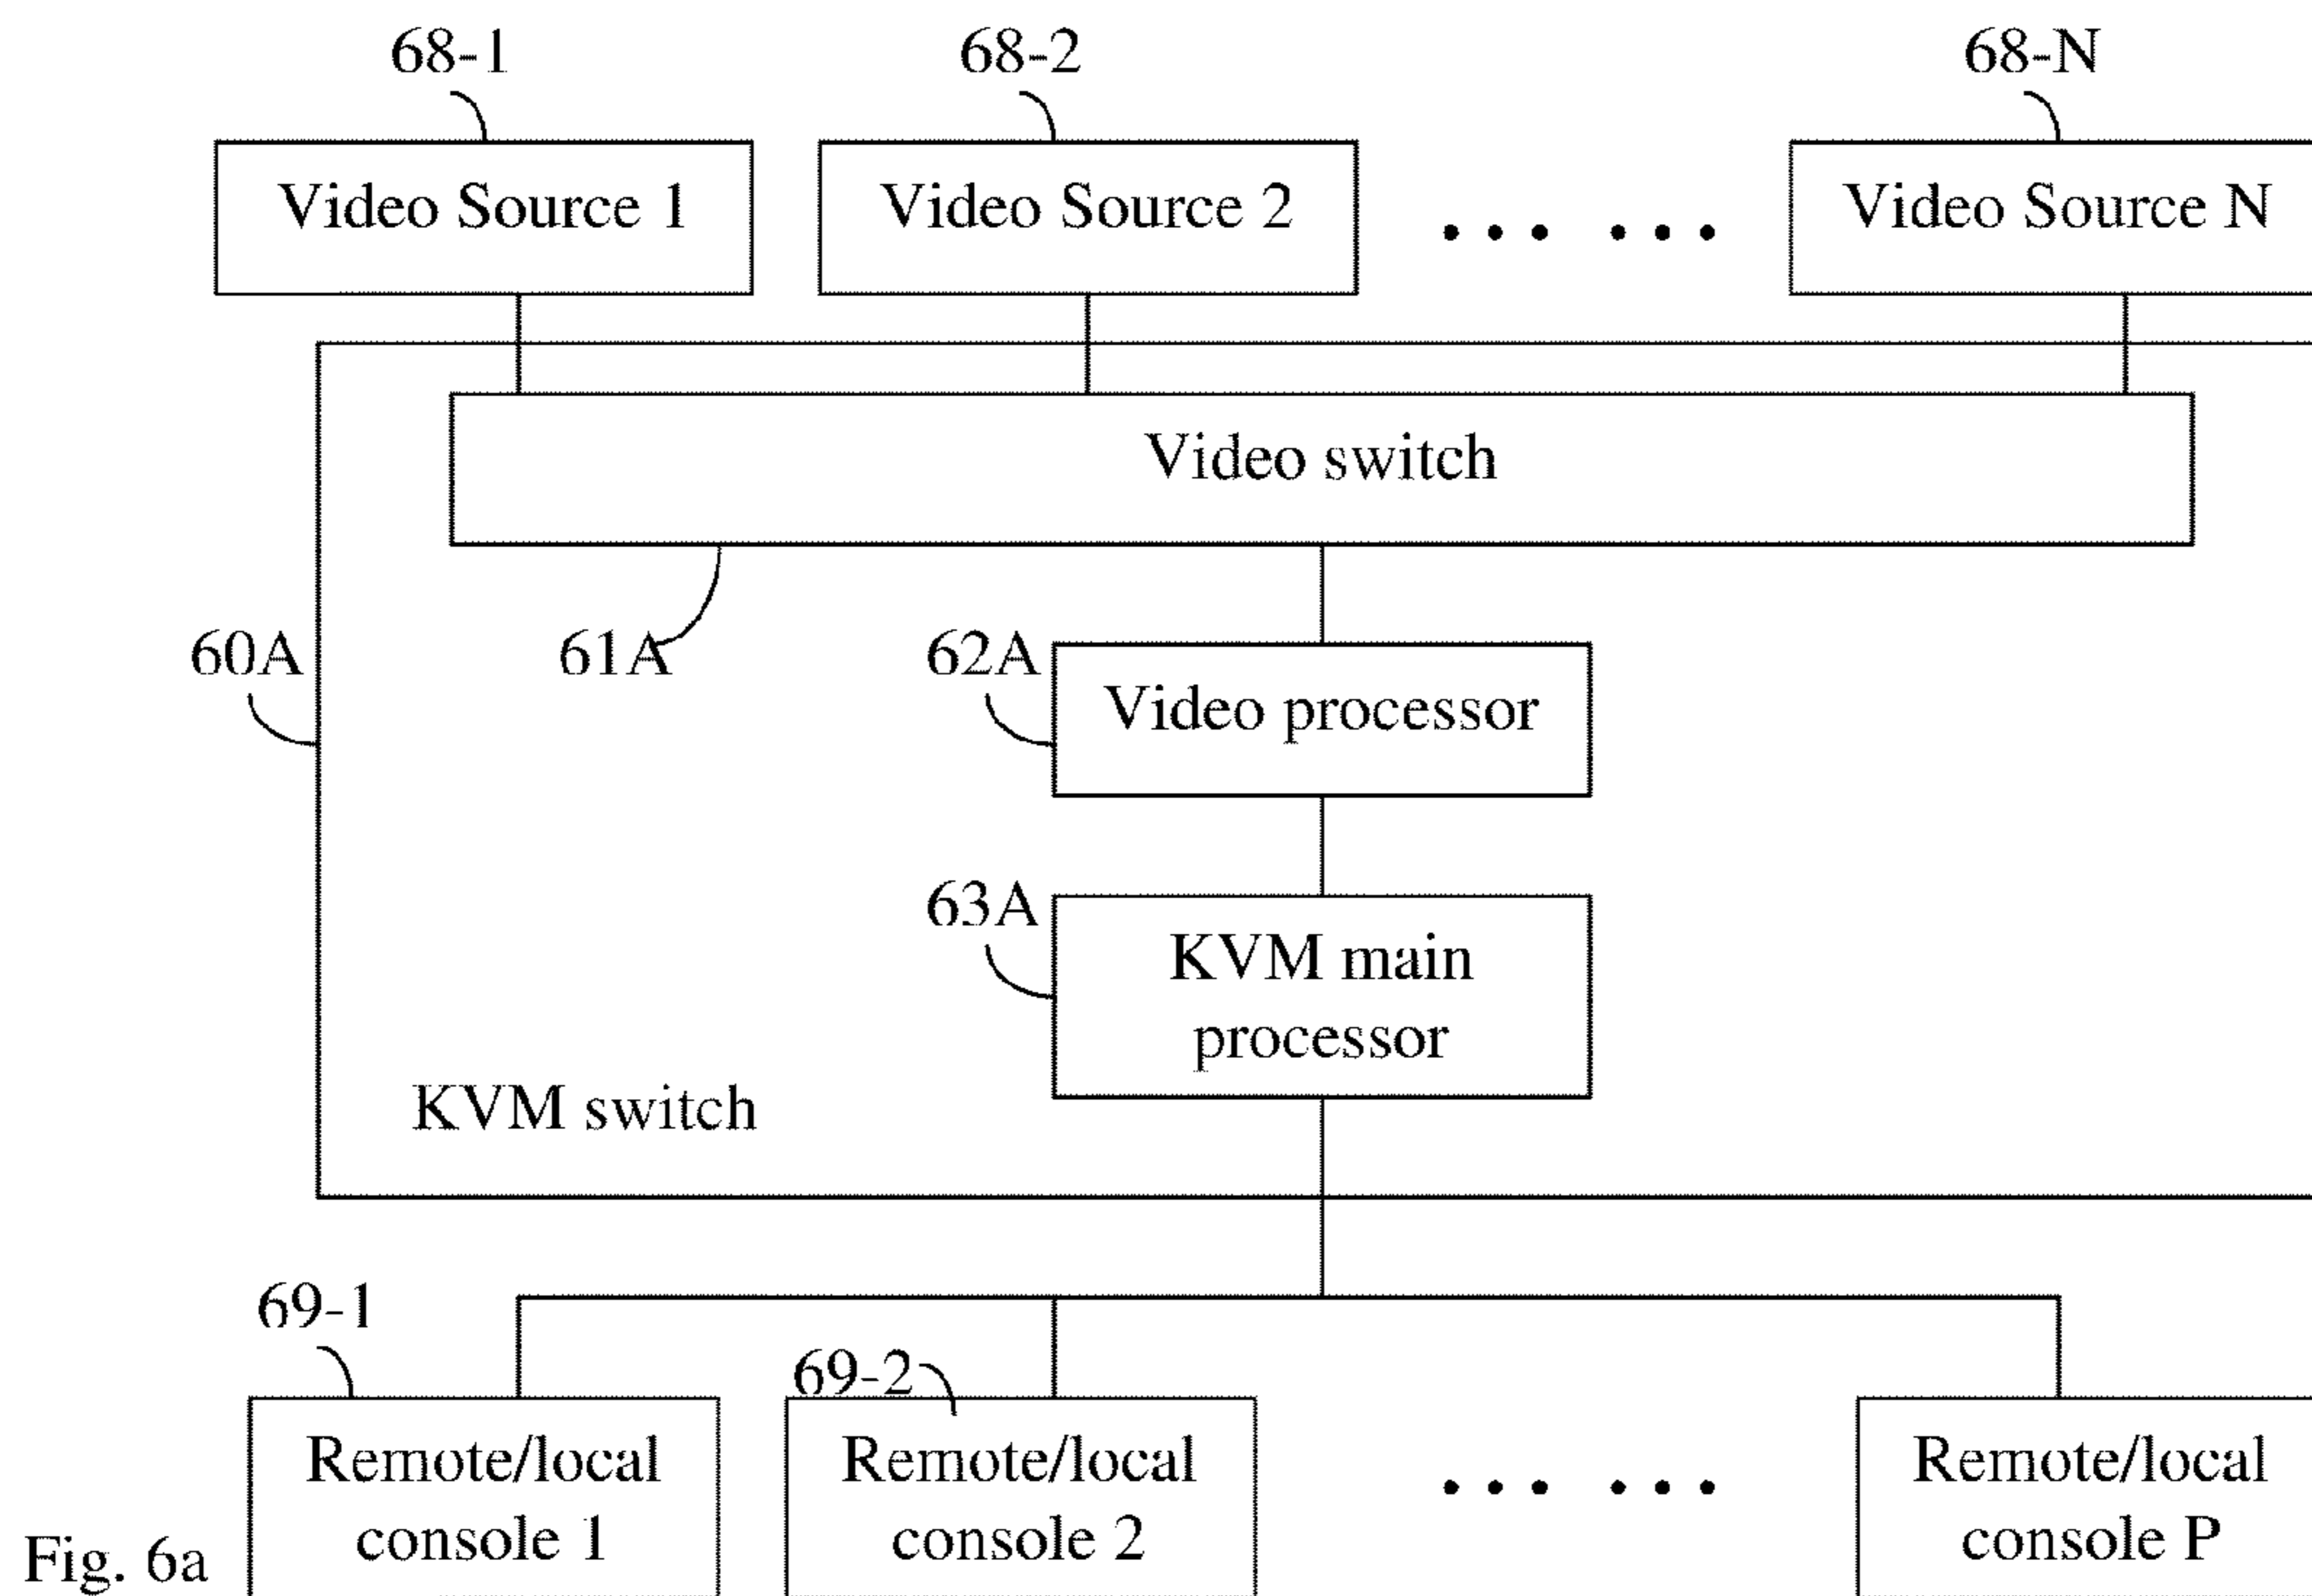 68-1
68-2
68-N
Video Source 1
Video Source 2
Video Source N
Video switch
60A
61A
62A
Video processor
63A
KVM main
processor
KVM switch
69-1
69-2
Remote/local
console 1
Remote/local
console 2
Remote/local
console P
Fig. 6a